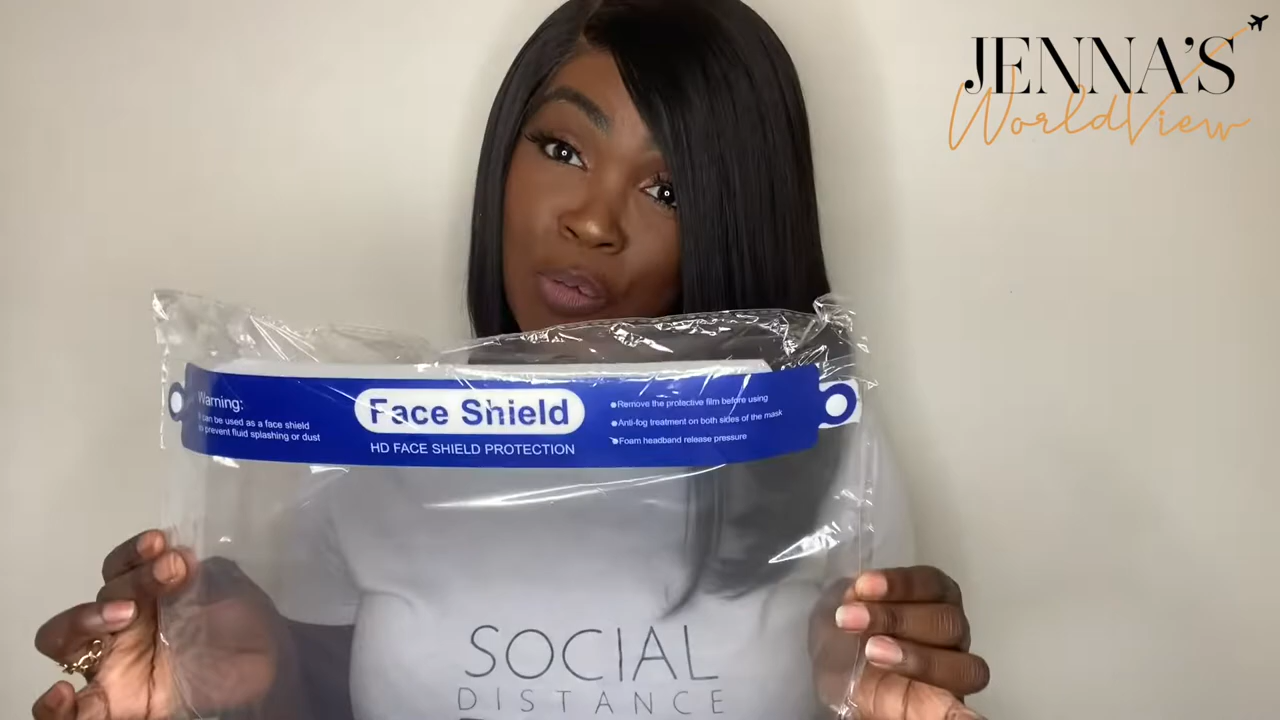 JENNA'S
WorldView
Warning:
can be used as a face shield
prevent fluid splashing or dust
Face Shield
HD FACE SHIELD PROTECTION
Remove the protective film before using
Anti-fog treatment on both sides of the mask
Foam headband release pressure
SOCIAL
DISTANCE